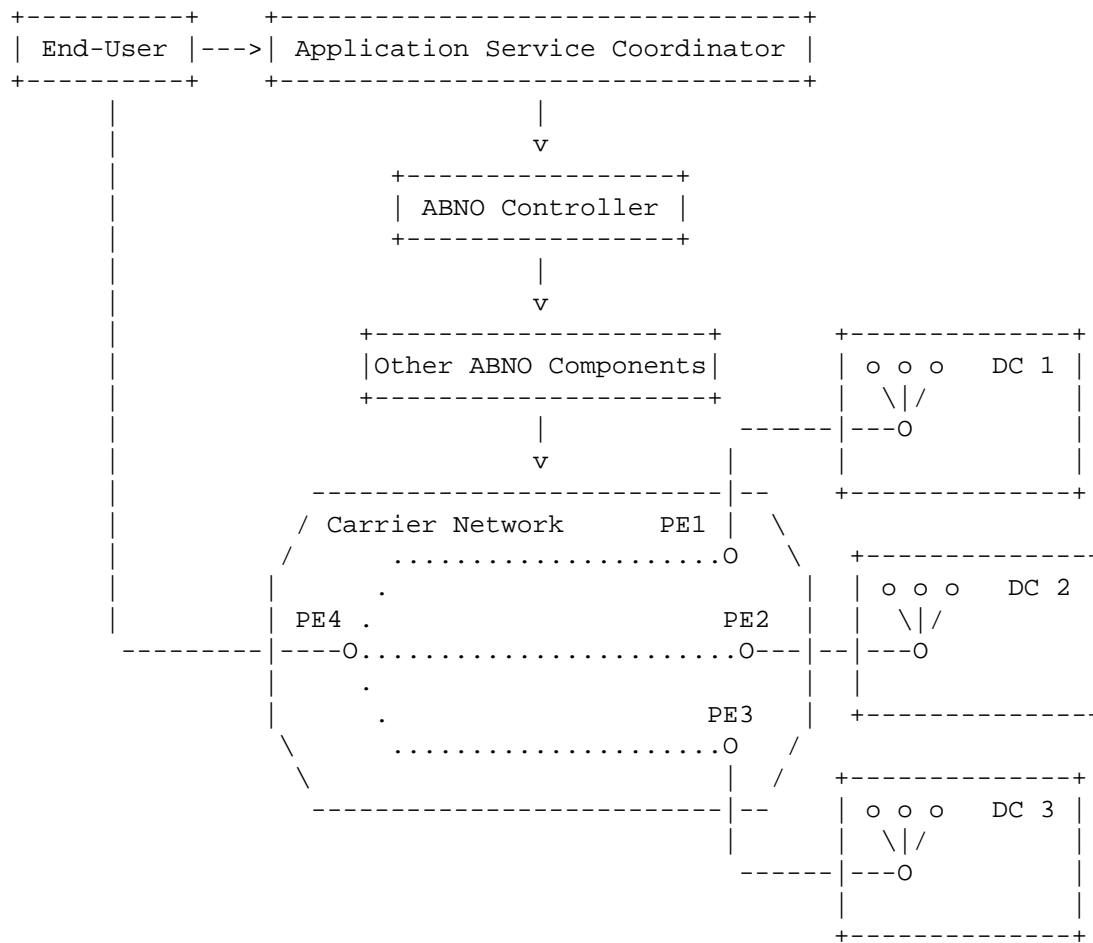 End-User ---> Application Service Coordinator
v
ABNO Controller
v
Other ABNO Components
o o o DC 1
O
v
Carrier Network PE1
O
o o o DC 2
PE4 PE2
O O O
PE3
O
o o o DC 3
O